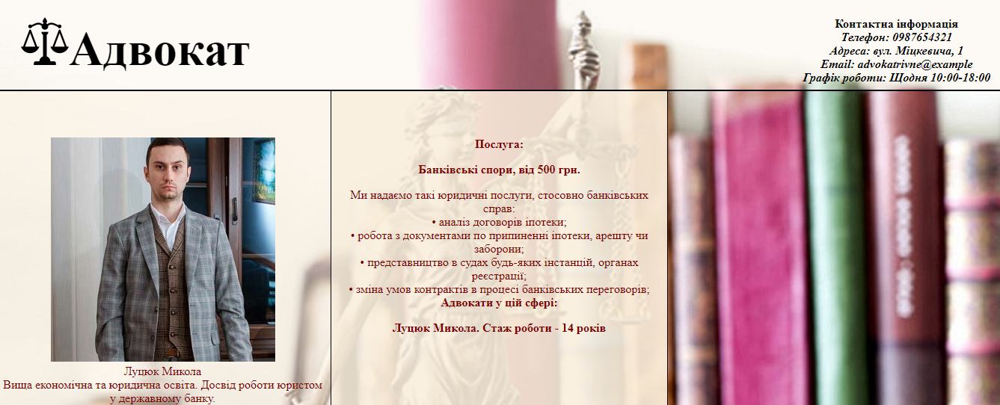 Адвокат
Контактна інформація
Телефон: 0987654321
Адреса: вул. Міцкевича, 1
Email: advokatrivne@example
Графік роботи: Щодня 10:00-18:00
Луцюк Микола
Вища економічна та юридична освіта. Досвід роботи юристом
у державному банку.
Послуга:
Банківські спори, від 500 грн.
Ми надаємо такі юридичні послуги, стосовно банківських
справ:
• аналіз договорів іпотеки;
• робота з документами по припиненні іпотеки, арешту чи
заборони;
• представництво в судах будь-яких інстанцій, органах
реєстрації;
• зміна умов контрактів в процесі банківських переговорів;
Адвокати у цій сфері:
Луцюк Микола. Стаж роботи - 14 років